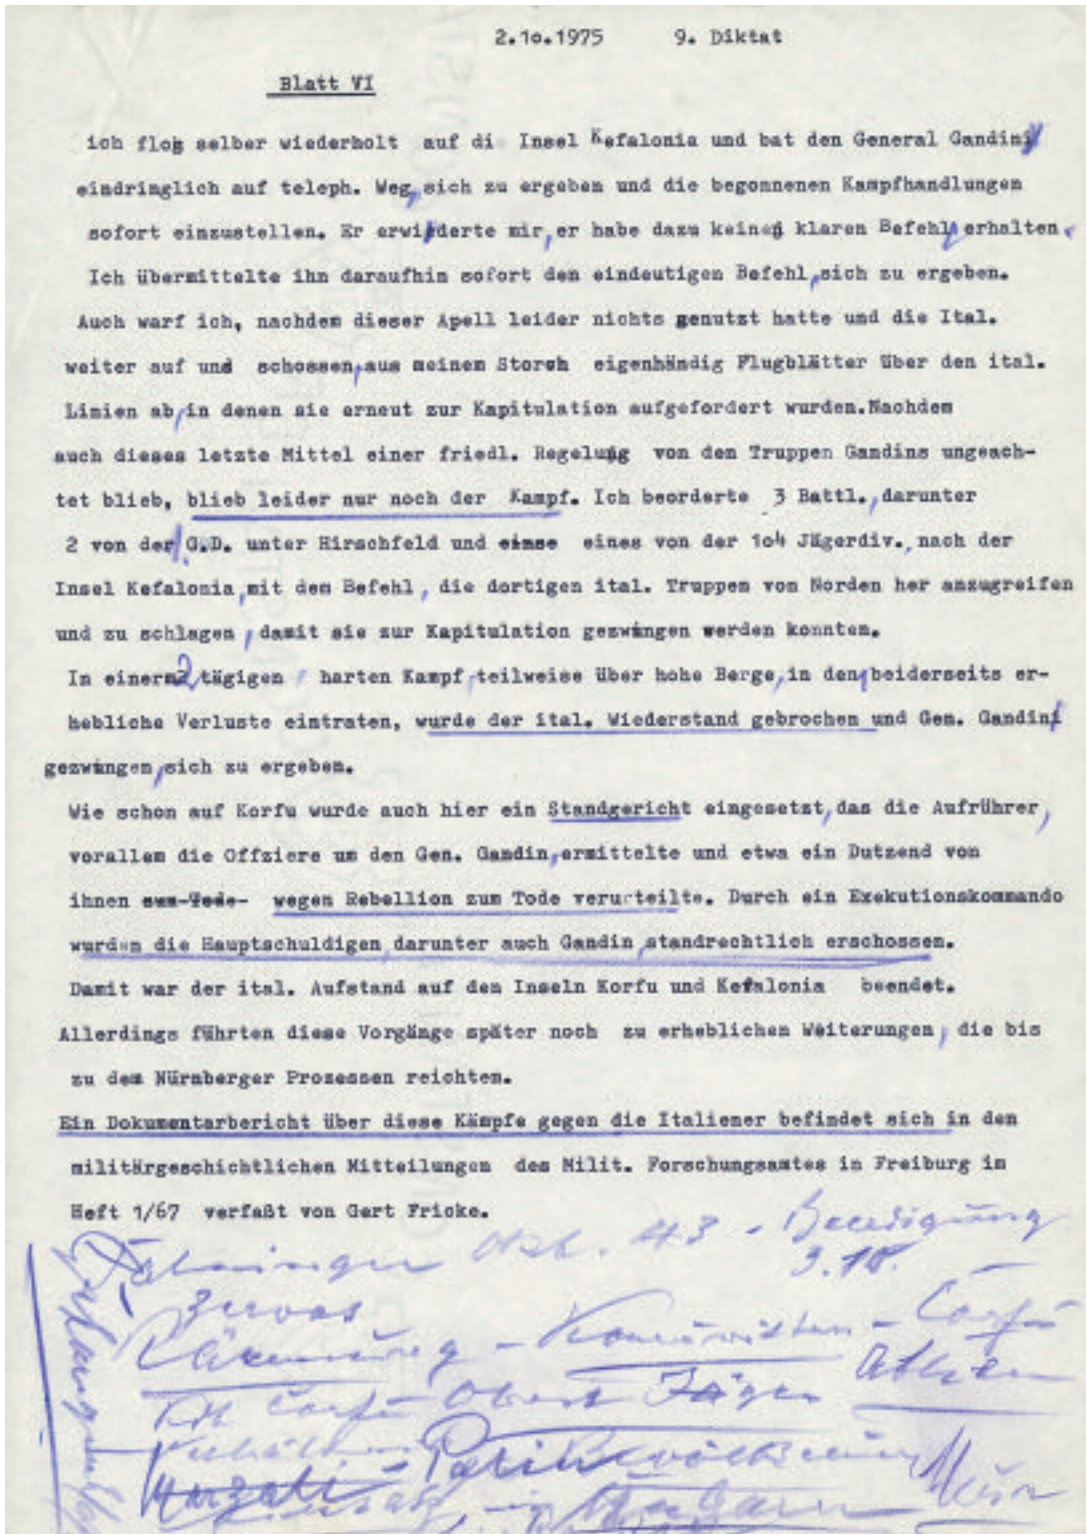 2.10.1975 9. Diktat
Blatt VI
ich flog selber wiederholt auf di Insel Kefalonia und bat den General Gandin
eindringlich auf teleph. Weg, sich zu ergeben und die begonnenen Kampfhandlungen
sofort einzustellen. Er erwiderte mir, er habe dazu keinen klaren Befehl erhalten.
Ich übermittelte ihn daraufhin sofort den eindeutigen Befehl, sich zu ergeben.
Auch warf ich, nachdem dieser Apell leider nichts genutzt hatte und die Ital.
weiter auf und schossen, aus meinem Storch eigenhändig Flugblätter über den ital.
Linien ab, in denen sie erneut zur Kapitulation aufgefordert wurden. Nachdem
auch dieses letzte Mittel einer friedl. Regelung von den Truppen Gandins ungeach-
tet blieb, blieb leider nur noch der Kampf. Ich beorderte 3 Battl., darunter
2 von der G.D. unter Hirschfeld und einse eines von der 104 Jägerdiv., nach der
Insel Kefalonia, mit dem Befehl, die dortigen ital. Truppen von Norden her anzugreifen
und zu schlagen, damit sie zur Kapitulation gezwungen werden konnten.
In einem 2 tägigen harten Kampf, teilweise über hohe Berge, in den beiderseits er-
hebliche Verluste eintraten, wurde der ital. Wiederstand gebrochen und Gen. Gandin
gezwungen, sich zu ergeben.
Wie schon auf Korfu wurde auch hier ein Standgericht eingesetzt, das die Aufrührer,
vorallem die Offsziere um den Gen. Gandin, ermittelte und etwa ein Dutzend von
ihnen zum Tode wegen Rebellion zum Tode verurteilte. Durch ein Exekutionskommando
wurden die Hauptschuldigen, darunter auch Gandin, standrechtlich erschossen.
Damit war der ital. Aufstand auf den Inseln Korfu und Kefalonia beendet.
Allerdings führten diese Vorgänge später noch zu erheblichen Weiterungen, die bis
zu den Nürnberger Prozessen reichten.
Ein Dokumentarbericht über diese Kämpfe gegen die Italiener befindet sich in den
militärgeschichtlichen Mitteilungen des Milit. Forschungsamtes in Freiburg im
Heft 1/67 verfaßt von Gert Fricke.
Okt. 43 - Beerdigung
9.10.
Zervas
Räumung - Korfu
Athen
Korfu Oberst Jäger